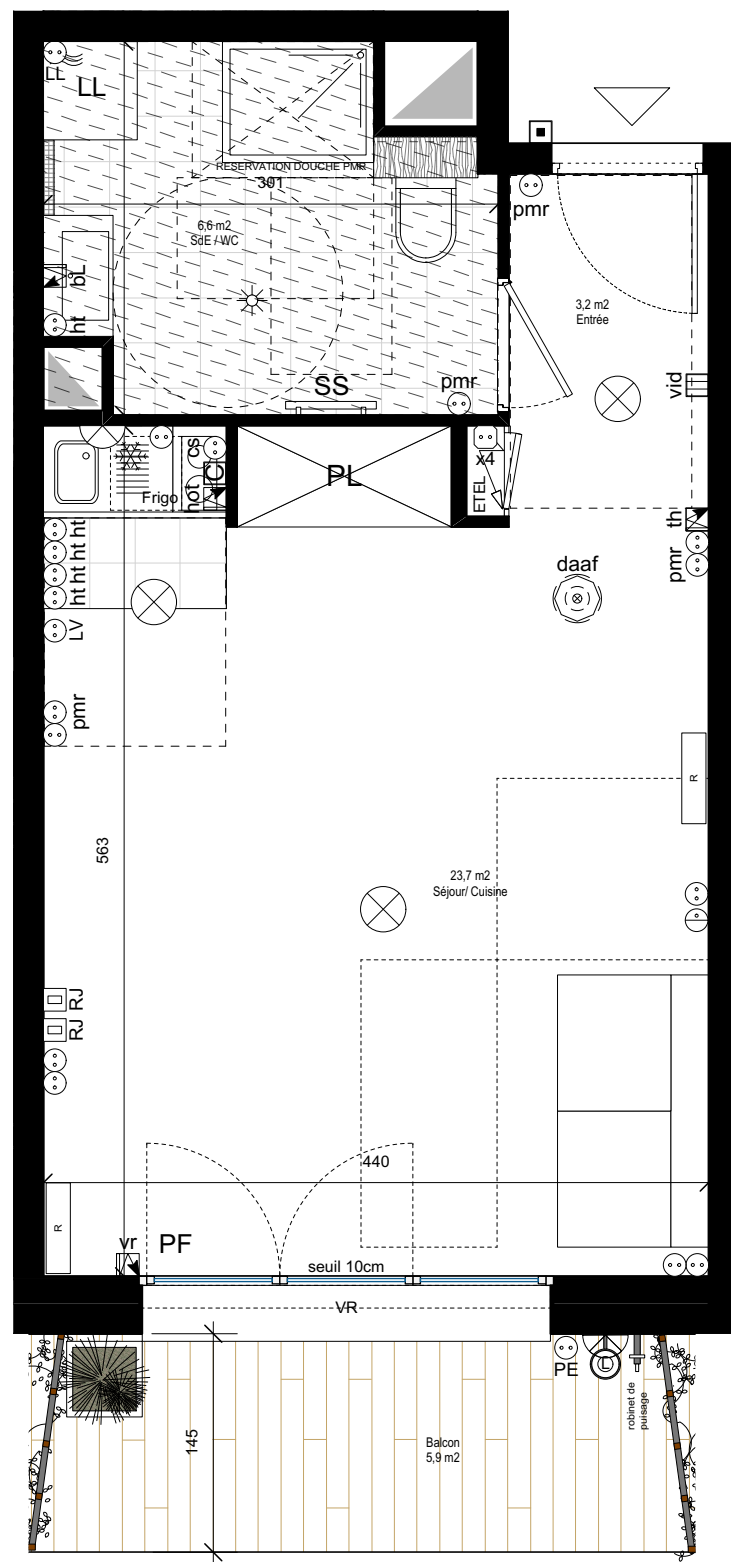 LL
LL
RESERVATION DOUCHE PMR
301
pmr
6,6 m2
SdE / WC
bL
ht
3,2 m2
Entrée
vid
SS
pmr
cs
C
hot
Frigo
PL
x4
ETEL
th
pmr
ht
ht
ht
ht
daaf
LV
pmr
R
563
23,7 m2
Séjour/ Cuisine
RJ
RJ
440
R
vr
PF
seuil 10cm
VR
PE
L
robinet de
puisage
145
Balcon
5,9 m2